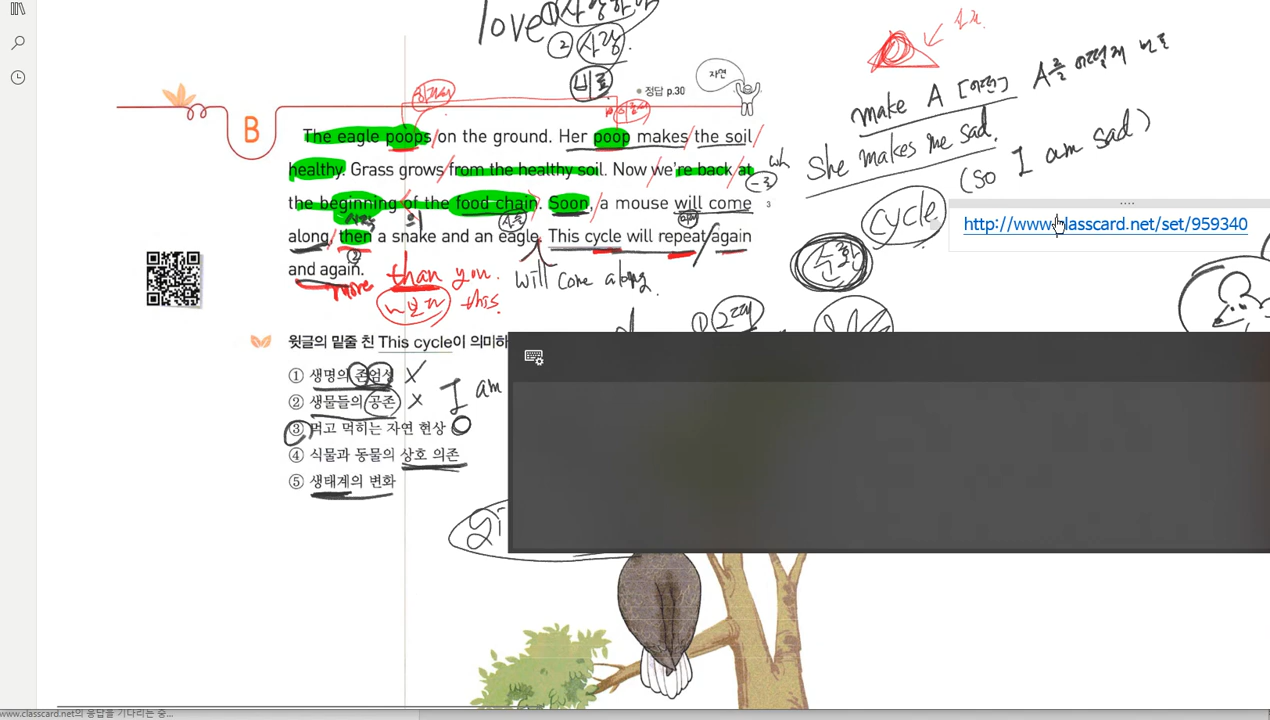 love ① 사랑하다
② 사랑.
비료
자연
정답 p.30
make A [어떤] A를 어떻게 만든
She makes me sad.
(so I am sad)
B
The eagle poops on the ground. Her poop makes the soil
healthy. Grass grows from the healthy soil. Now we're back at
the beginning of the food chain. Soon, a mouse will come
3
along, then a snake and an eagle. This cycle will repeat again
and again.
의
②
more than you.
this.
will come along.
cycle
순환
http://www.classcard.net/set/959340
윗글의 밑줄 친 This cycle이 의미하
① 생명의 존엄성
② 생물들의 공존
③ 먹고 먹히는 자연 현상
④ 식물과 동물의 상호 의존
⑤ 생태계의 변화
I am
www.classcard.net의 응답을 기다리는 중...